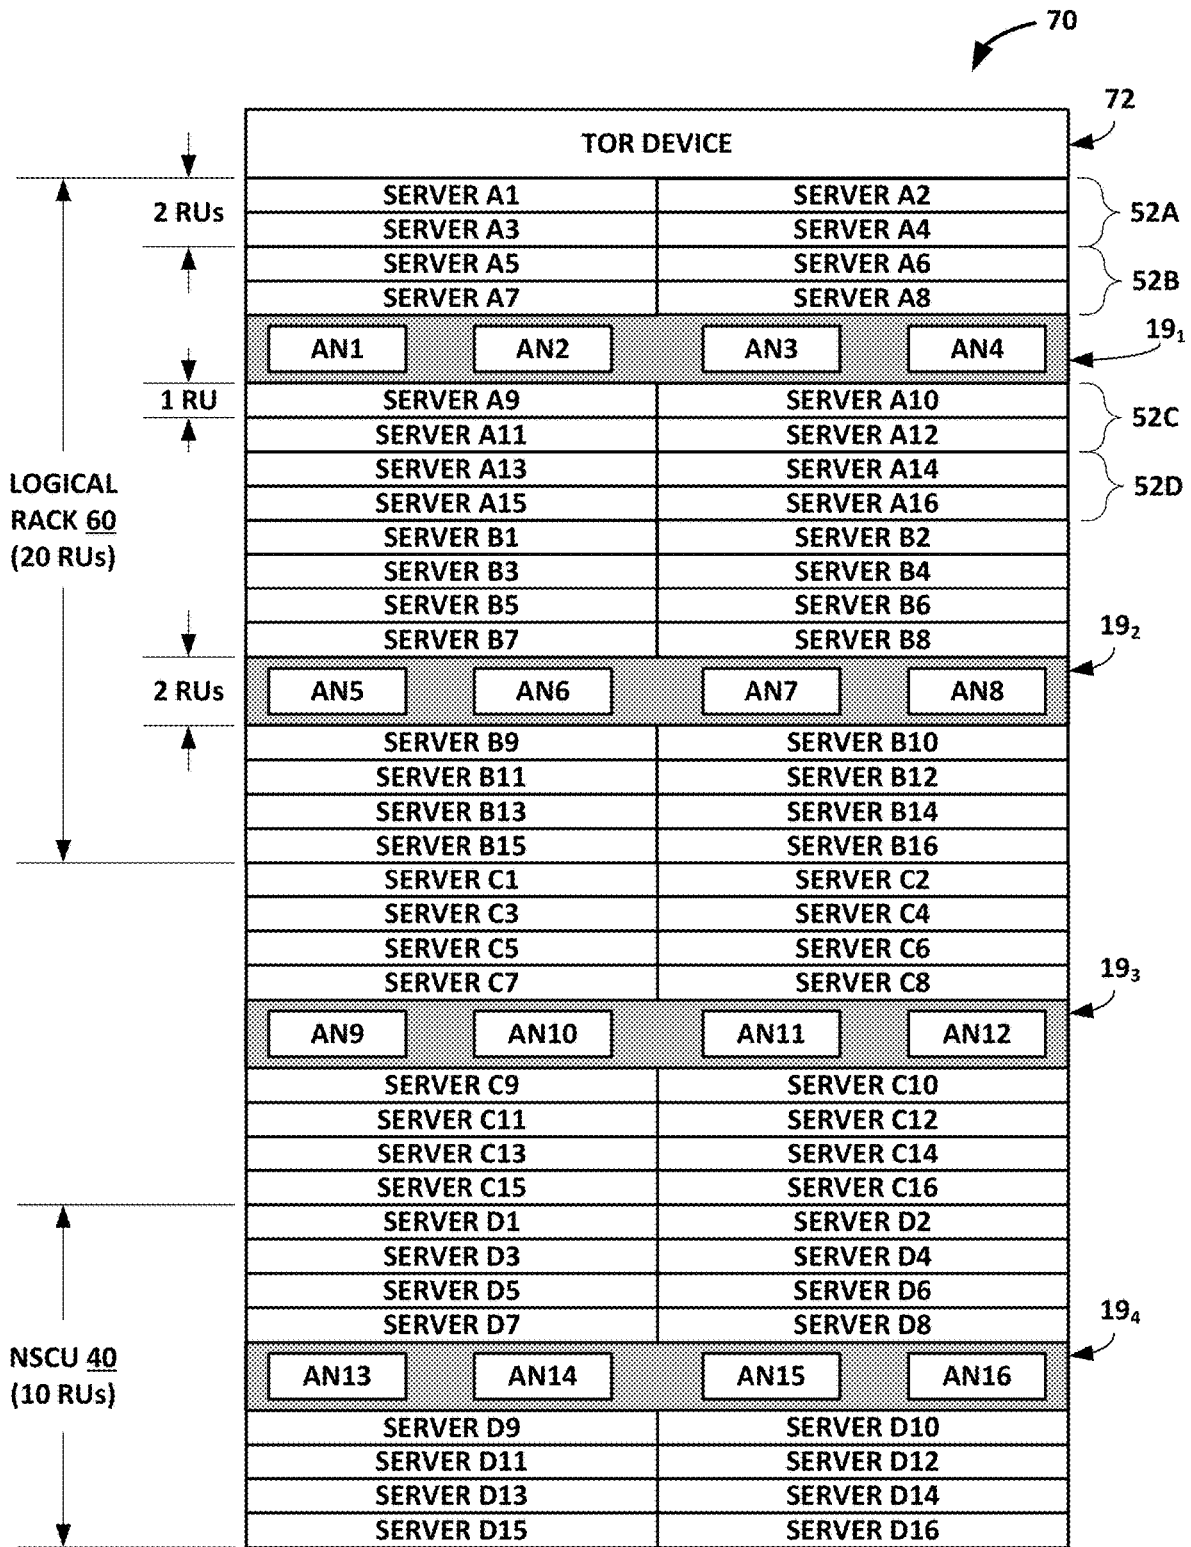 70
72
TOR DEVICE
2 RUs
SERVER A1 SERVER A2
SERVER A3 SERVER A4
52A
SERVER A5 SERVER A6
SERVER A7 SERVER A8
52B
AN1 AN2 AN3 AN4
19₁
1 RU
SERVER A9 SERVER A10
SERVER A11 SERVER A12
52C
SERVER A13 SERVER A14
SERVER A15 SERVER A16
52D
LOGICAL
RACK 60
(20 RUs)
SERVER B1 SERVER B2
SERVER B3 SERVER B4
SERVER B5 SERVER B6
SERVER B7 SERVER B8
19₂
2 RUs
AN5 AN6 AN7 AN8
SERVER B9 SERVER B10
SERVER B11 SERVER B12
SERVER B13 SERVER B14
SERVER B15 SERVER B16
SERVER C1 SERVER C2
SERVER C3 SERVER C4
SERVER C5 SERVER C6
SERVER C7 SERVER C8
19₃
AN9 AN10 AN11 AN12
SERVER C9 SERVER C10
SERVER C11 SERVER C12
SERVER C13 SERVER C14
SERVER C15 SERVER C16
SERVER D1 SERVER D2
SERVER D3 SERVER D4
SERVER D5 SERVER D6
SERVER D7 SERVER D8
19₄
NSCU 40
(10 RUs)
AN13 AN14 AN15 AN16
SERVER D9 SERVER D10
SERVER D11 SERVER D12
SERVER D13 SERVER D14
SERVER D15 SERVER D16